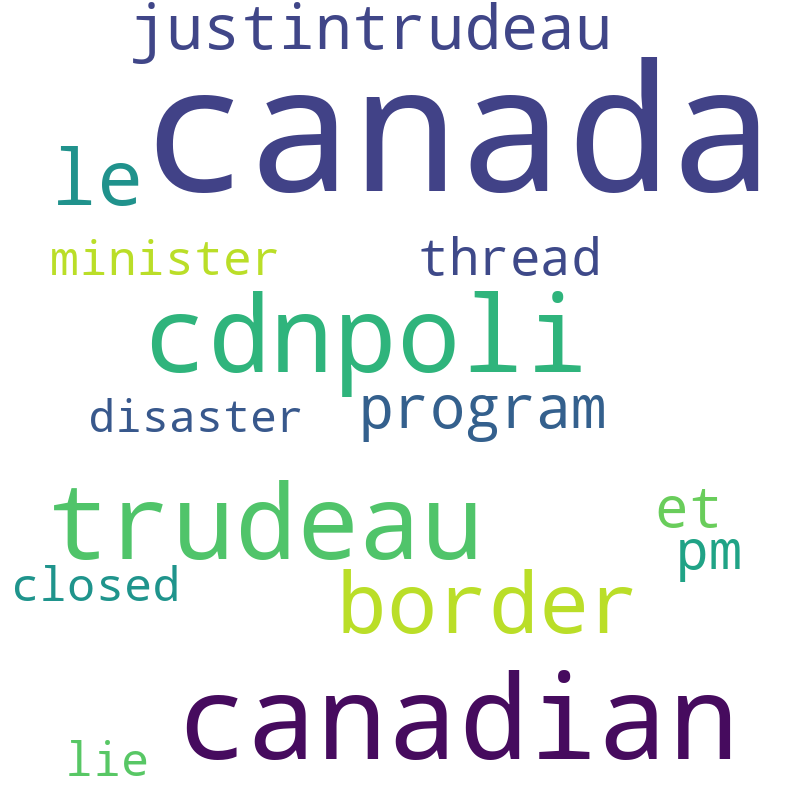 justintrudeau
canada
le
minister thread
cdnpoli
disaster program
trudeau
et
pm
closed border
canadian
lie